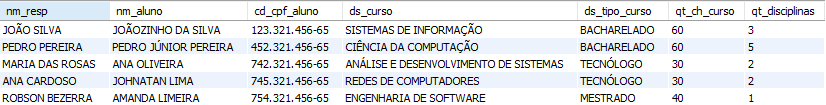 nm_resp nm_aluno cd_cpf_aluno ds_curso ds_tipo_curso qt_ch_curso qt_disciplinas
JOÃO SILVA JOÃOZINHO DA SILVA 123.321.456-65 SISTEMAS DE INFORMAÇÃO BACHARELADO 60 3
PEDRO PEREIRA PEDRO JÚNIOR PEREIRA 452.321.456-65 CIÊNCIA DA COMPUTAÇÃO BACHARELADO 60 5
MARIA DAS ROSAS ANA OLIVEIRA 742.321.456-65 ANÁLISE E DESENVOLVIMENTO DE SISTEMAS TECNÓLOGO 30 2
ANA CARDOSO JOHNATAN LIMA 745.321.456-65 REDES DE COMPUTADORES TECNÓLOGO 30 2
ROBSON BEZERRA AMANDA LIMEIRA 754.321.456-65 ENGENHARIA DE SOFTWARE MESTRADO 40 1